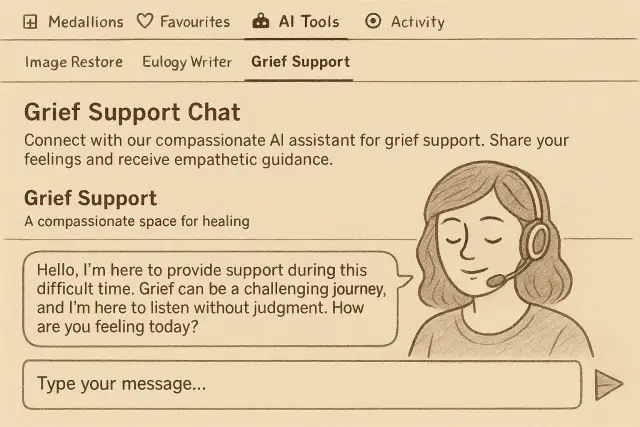 Medallions Favourites AI Tools Activity
Image Restore Eulogy Writer Grief Support
Grief Support Chat
Connect with our compassionate AI assistant for grief support. Share your
feelings and receive empathetic guidance.
Grief Support
A compassionate space for healing
Hello, I'm here to provide support during this
difficult time. Grief can be a challenging journey,
and I'm here to listen without judgment. How
are you feeling today?
Type your message...